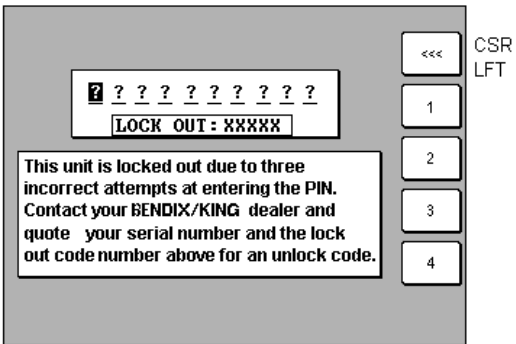 <<<
CSR
LFT
? ? ? ? ? ? ? ? ? ?
1
LOCK OUT:XXXXX
2
This unit is locked out due to three
incorrect attempts at entering the PIN.
Contact your BENDIX/KING dealer and
quote your serial number and the lock
out code number above for an unlock code.
3
4